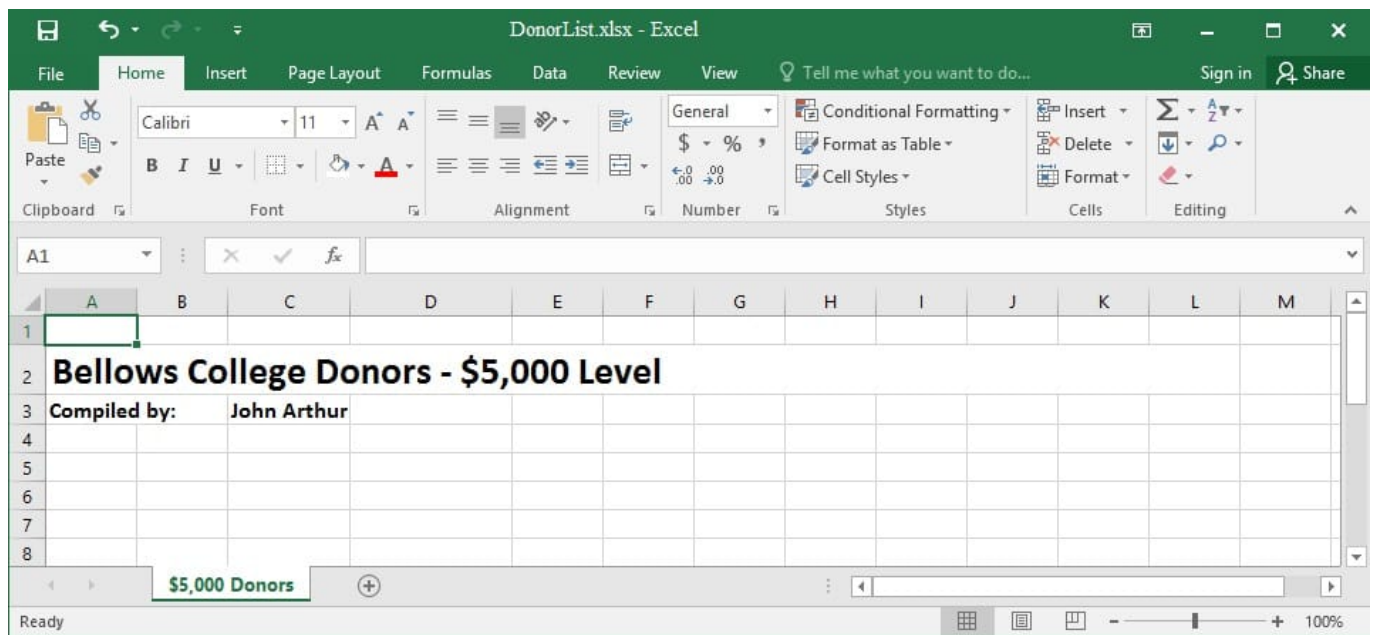 DonorList.xlsx - Excel
File Home Insert Page Layout Formulas Data Review View Tell me what you want to do... Sign in Share
Calibri 11 A A General Conditional Formatting Insert Σ A Z
Paste $ % , Format as Table Delete
B I U A .00 .00 Cell Styles Format
Clipboard Font Alignment Number Styles Cells Editing
A1 fx
A B C D E F G H I J K L M
1
2 Bellows College Donors - $5,000 Level
3 Compiled by: John Arthur
4
5
6
7
8
$5,000 Donors
Ready - + 100%